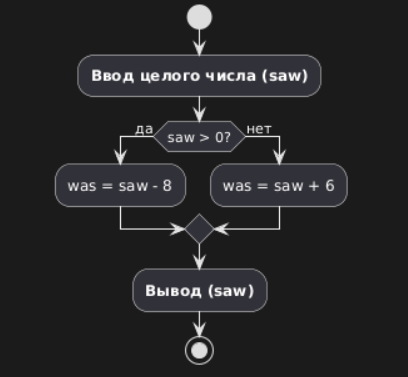 Ввод целого числа (saw)
да
saw > 0?
нет
was = saw - 8
was = saw + 6
Вывод (saw)